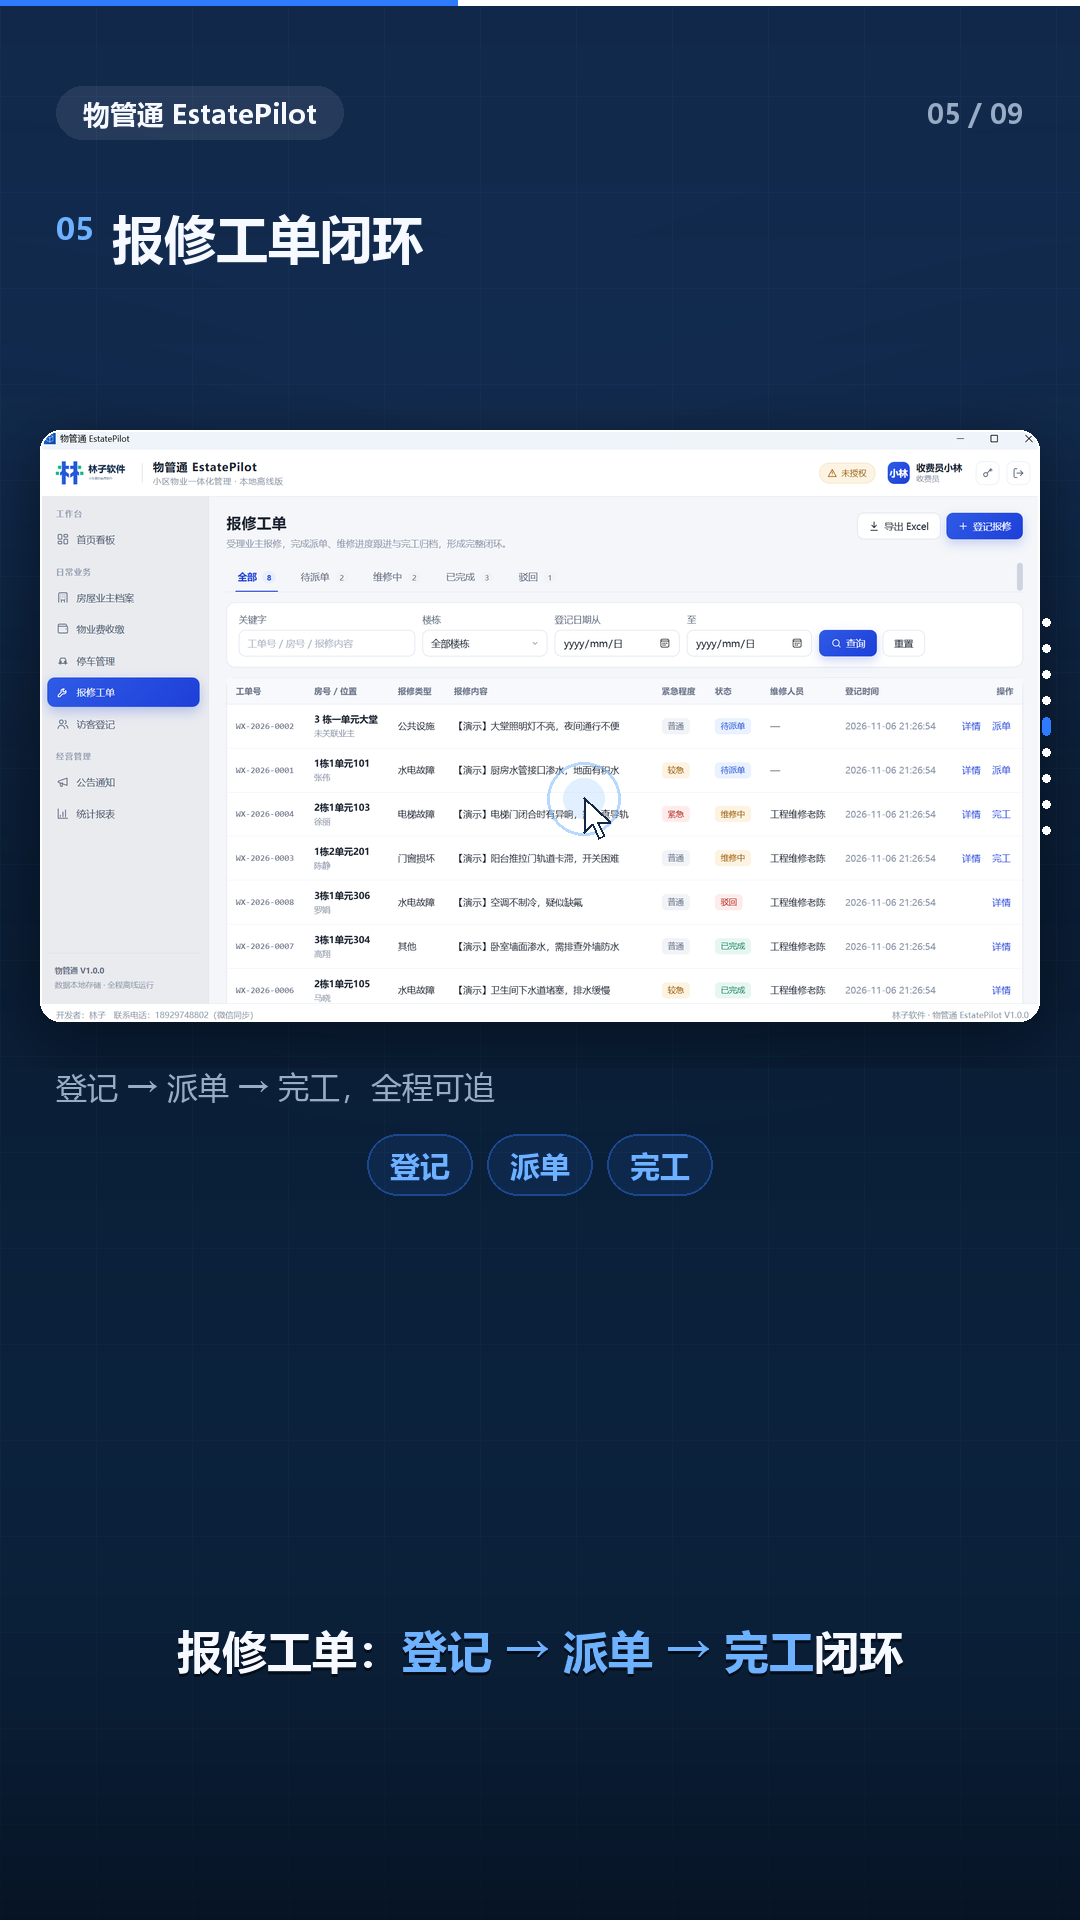 物管通 EstatePilot
05 / 09
05 报修工单闭环
物管通 EstatePilot
林子软件
物管通 EstatePilot
小区物业一体化管理 · 本地离线版
未授权
小林
收费员小林
收费员
工作台
首页看板
日常业务
房屋业主档案
物业费收缴
停车管理
报修工单
访客登记
经营管理
公告通知
统计报表
物管通 V1.0.0
数据本地存储 · 全程离线运行
报修工单
受理业主报修，完成派单、维修进度跟进与完工归档，形成完整闭环。
导出 Excel
+ 登记报修
全部 8 待派单 2 维修中 2 已完成 3 驳回 1
关键字 楼栋 登记日期从 至
工单号 / 房号 / 报修内容 全部楼栋 yyyy/mm/日 yyyy/mm/日 查询 重置
工单号 房号 / 位置 报修类型 报修内容 紧急程度 状态 维修人员 登记时间 操作
WX-2026-0002 3 栋一单元大堂 未关联业主 公共设施 【演示】大堂照明灯不亮，夜间通行不便 普通 待派单 — 2026-11-06 21:26:54 详情 派单
WX-2026-0001 1栋1单元101 张伟 水电故障 【演示】厨房水管接口渗水，地面有积水 较急 待派单 — 2026-11-06 21:26:54 详情 派单
WX-2026-0004 2栋1单元103 徐丽 电梯故障 【演示】电梯门闭合时有异响， 导轨 紧急 维修中 工程维修老陈 2026-11-06 21:26:54 详情 完工
WX-2026-0003 1栋2单元201 陈静 门窗损坏 【演示】阳台推拉门轨道卡滞，开关困难 普通 维修中 工程维修老陈 2026-11-06 21:26:54 详情 完工
WX-2026-0008 3栋1单元306 罗娟 水电故障 【演示】空调不制冷，疑似缺氟 普通 驳回 2026-11-06 21:26:54 详情
WX-2026-0007 3栋1单元304 高翔 其他 【演示】卧室墙面渗水，需排查外墙防水 普通 已完成 工程维修老陈 2026-11-06 21:26:54 详情
WX-2026-0006 2栋1单元105 马晓 水电故障 【演示】卫生间下水道堵塞，排水缓慢 较急 已完成 工程维修老陈 2026-11-06 21:26:54 详情
开发者：林子 联系电话：18929748802（微信同步）
林子软件 · 物管通 EstatePilot V1.0.0
登记 → 派单 → 完工，全程可追
登记 派单 完工
报修工单：登记 → 派单 → 完工闭环